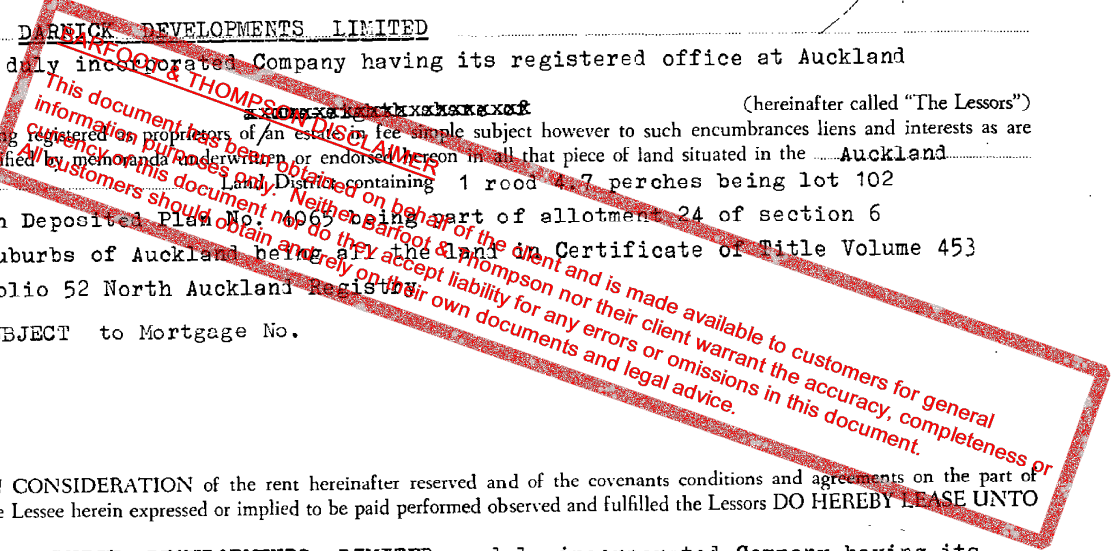 DARNICK DEVELOPMENTS LIMITED
duly incorporated Company having its registered office at Auckland
(hereinafter called “The Lessors”)
registered as proprietors of an estate in fee simple subject however to such encumbrances liens and interests as are
by memoranda underwritten or endorsed hereon in all that piece of land situated in the Auckland
Land District containing 1 rood 4.7 perches being lot 102
Deposited Plan No. 4065 being part of allotment 24 of section 6
uburbs of Auckland being all the land in Certificate of Title Volume 453
olio 52 North Auckland Registry
BJECT to Mortgage No.
CONSIDERATION of the rent hereinafter reserved and of the covenants conditions and agreements on the part of
e Lessee herein expressed or implied to be paid performed observed and fulfilled the Lessors DO HEREBY LEASE UNTO
LIMITED Company having its
BARFOOT & THOMPSON DISCLAIMER
This document has been obtained on behalf of the client and is made available to customers for general
information purposes only. Neither Barfoot & Thompson nor their client warrant the accuracy, completeness or
currency of this document nor do they accept liability for any errors or omissions in this document.
All customers should obtain and rely on their own documents and legal advice.